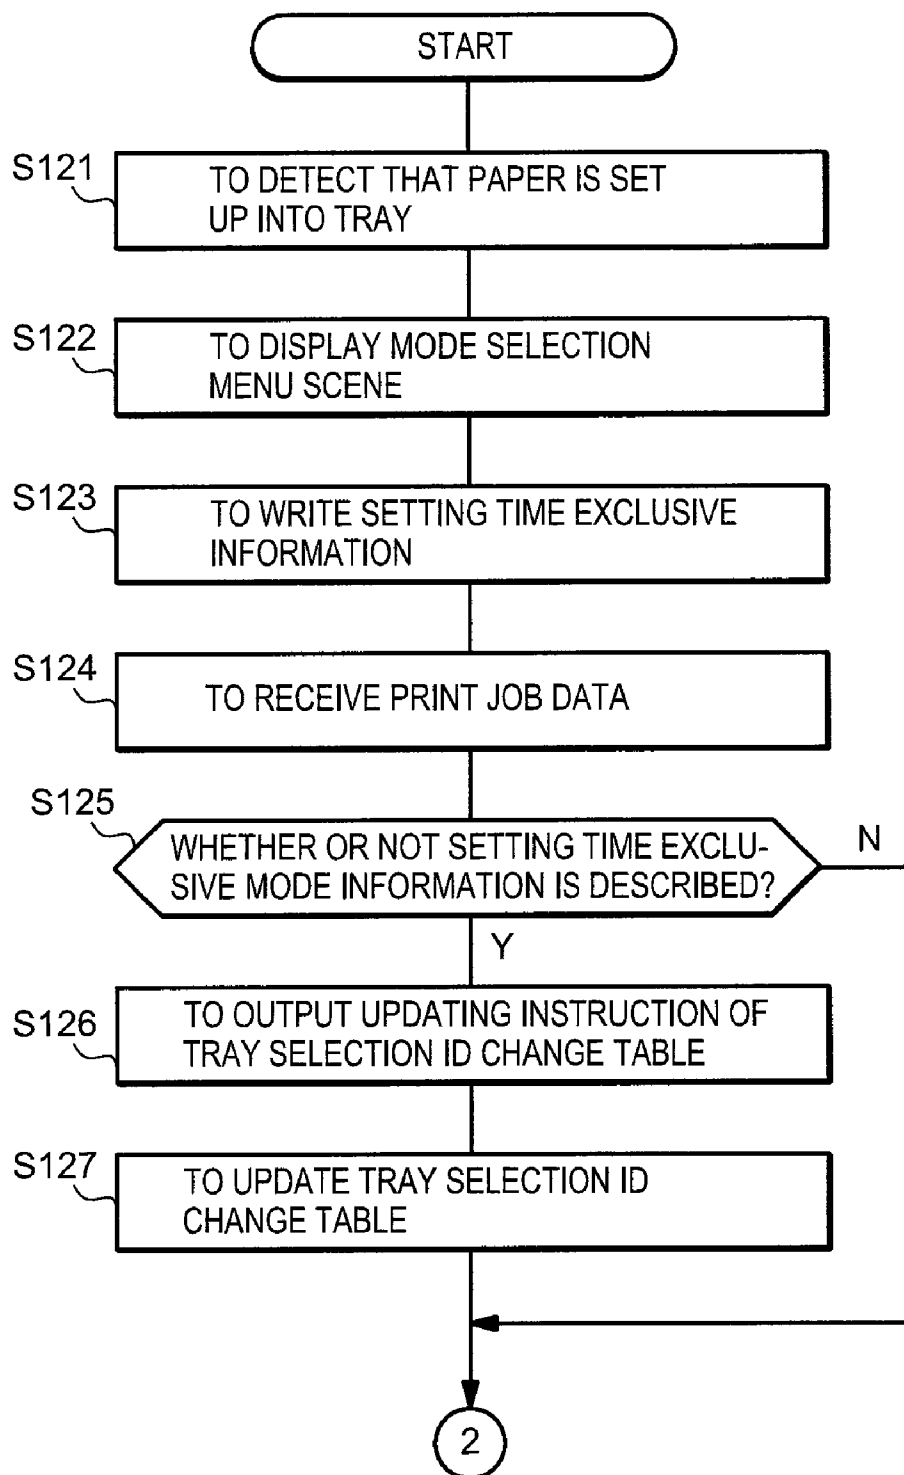 START
S121
TO DETECT THAT PAPER IS SET
UP INTO TRAY
S122
TO DISPLAY MODE SELECTION
MENU SCENE
S123
TO WRITE SETTING TIME EXCLUSIVE
INFORMATION
S124
TO RECEIVE PRINT JOB DATA
S125
WHETHER OR NOT SETTING TIME EXCLU-
SIVE MODE INFORMATION IS DESCRIBED?
N
Y
S126
TO OUTPUT UPDATING INSTRUCTION OF
TRAY SELECTION ID CHANGE TABLE
S127
TO UPDATE TRAY SELECTION ID
CHANGE TABLE
2